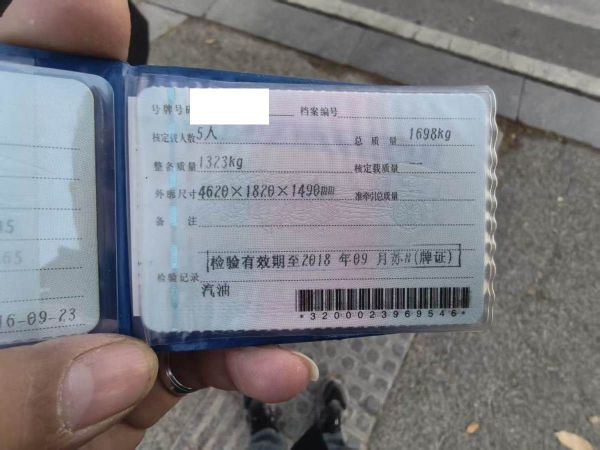 号牌号码 档案编号
核定载人数 5人 总质量 1698kg
整备质量 1323kg 核定载质量 --
外廓尺寸 4620×1820×1490mm 准牵引总质量
备注
检验有效期至2018年09月苏N(牌证)
检验记录
汽油
*3200023969546*
16-09-23